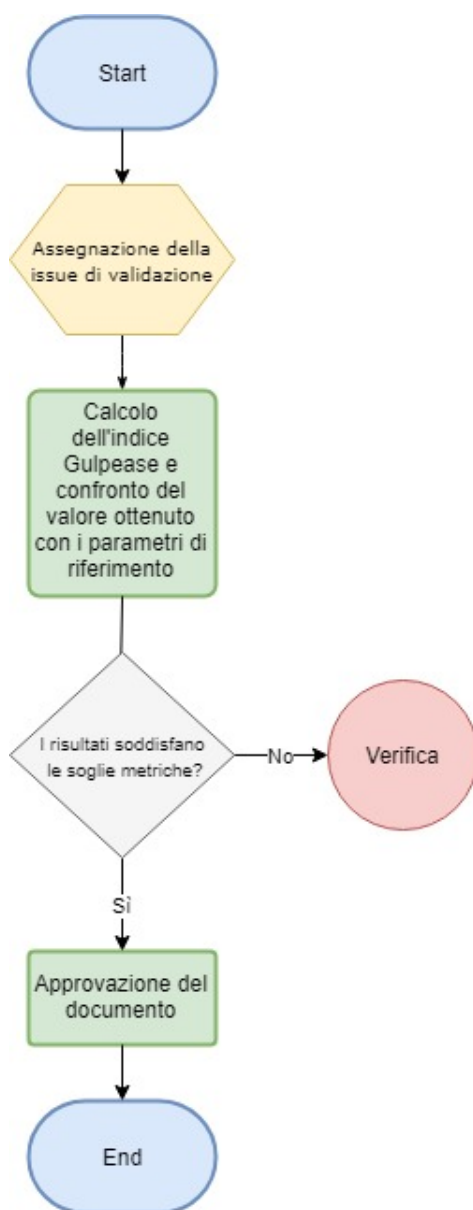 Start
Assegnazione della
issue di validazione
Calcolo
dell'indice
Gulpease e
confronto del
valore ottenuto
con i parametri di
riferimento
I risultati soddisfano
le soglie metriche?
No
Verifica
Sì
Approvazione del
documento
End